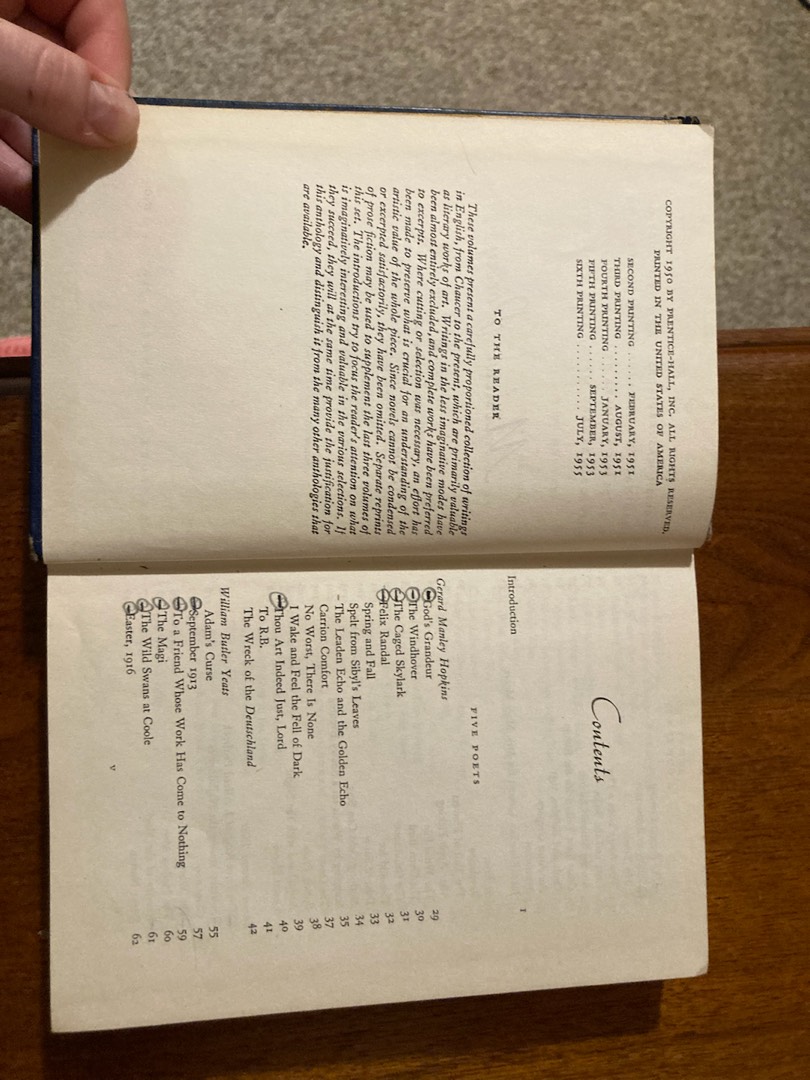 COPYRIGHT 1950 BY PRENTICE-HALL, INC. ALL RIGHTS RESERVED.
PRINTED IN THE UNITED STATES OF AMERICA
SECOND PRINTING .... FEBRUARY, 1951
THIRD PRINTING ......... AUGUST, 1951
FOURTH PRINTING ...... JANUARY, 1953
FIFTH PRINTING ...... SEPTEMBER, 1953
SIXTH PRINTING ........... JULY, 1955
TO THE READER
These volumes present a carefully proportioned collection of writings
in English, from Chaucer to the present, which are primarily valuable
as literary works of art. Writings in the less imaginative modes have
been almost entirely excluded, and complete works have been preferred
to excerpts. Where cutting or selection was necessary, an effort has
been made to preserve what is crucial for an understanding of the
artistic value of the whole piece. Since novels cannot be condensed
or excerpted satisfactorily, they have been omitted. Separate reprints
of prose fiction may be used to supplement the last three volumes of
this set. The introductions try to focus the reader's attention on what
is imaginatively interesting and valuable in the various selections. If
they succeed, they will at the same time provide the justification for
this anthology and distinguish it from the many other anthologies that
are available.
Contents
Introduction 1
FIVE POETS
Gerard Manley Hopkins
God's Grandeur 29
The Windhover 30
The Caged Skylark 31
Felix Randal 32
Spring and Fall 33
Spelt from Sibyl's Leaves 34
– The Leaden Echo and the Golden Echo 35
Carrion Comfort 37
No Worst, There Is None 38
I Wake and Feel the Fell of Dark 39
Thou Art Indeed Just, Lord 40
To R.B. 41
The Wreck of the Deutschland 42
William Butler Yeats
Adam's Curse 55
September 1913 57
To a Friend Whose Work Has Come to Nothing 59
The Magi 60
The Wild Swans at Coole 61
Easter, 1916 62
v